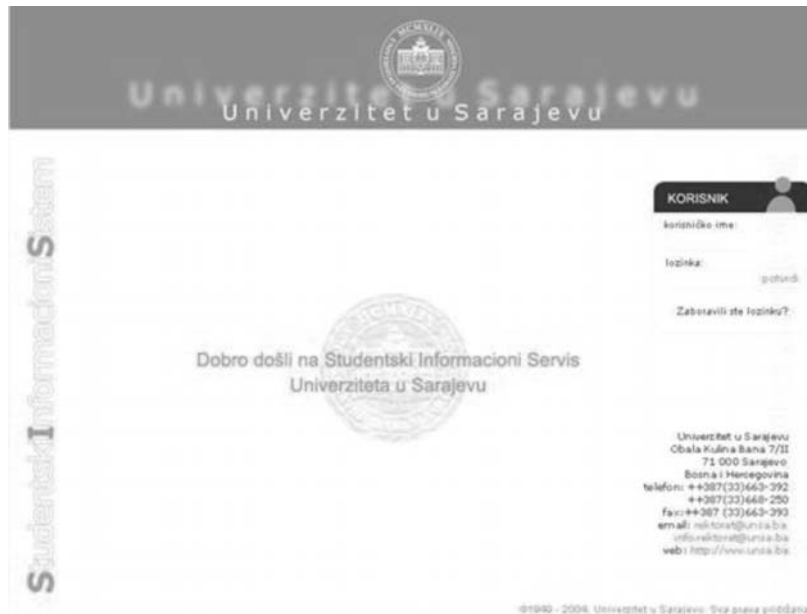 Univerzitet u Sarajevu
Univerzitet u Sarajevu
Studentski Informacioni Sistem
KORISNIK
korisničko ime:
lozinka:
potvrdi
Zaboravili ste lozinku?
Dobro došli na Studentski Informacioni Servis
Univerziteta u Sarajevu
Univerzitet u Sarajevu
Obala Kulina Bana 7/II
71 000 Sarajevo
Bosna i Hercegovina
telefon: ++387(33)663-392
++387(33)668-250
fax:++387 (33)663-393
email: rektorat@unsa.ba
info.rektorat@unsa.ba
web: http://www.unsa.ba
©1949 - 2004. Univerzitet u Sarajevu. Sva prava pridržana